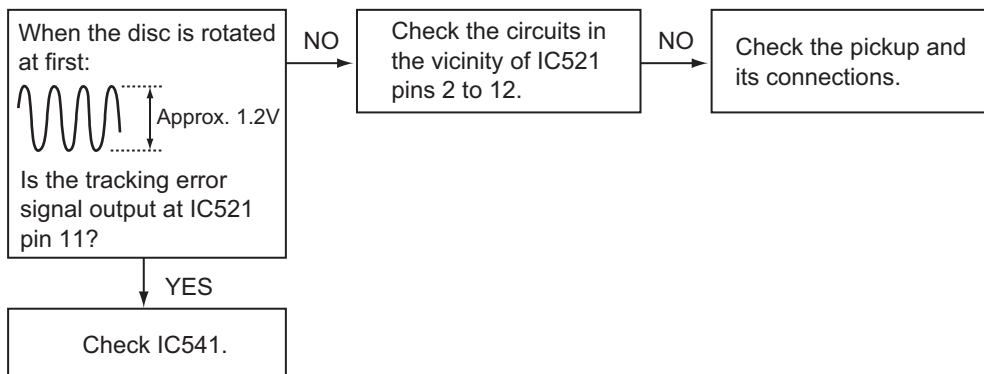 When the disc is rotated
at first:
Approx. 1.2V
Is the tracking error
signal output at IC521
pin 11?
NO
Check the circuits in
the vicinity of IC521
pins 2 to 12.
NO
Check the pickup and
its connections.
YES
Check IC541.